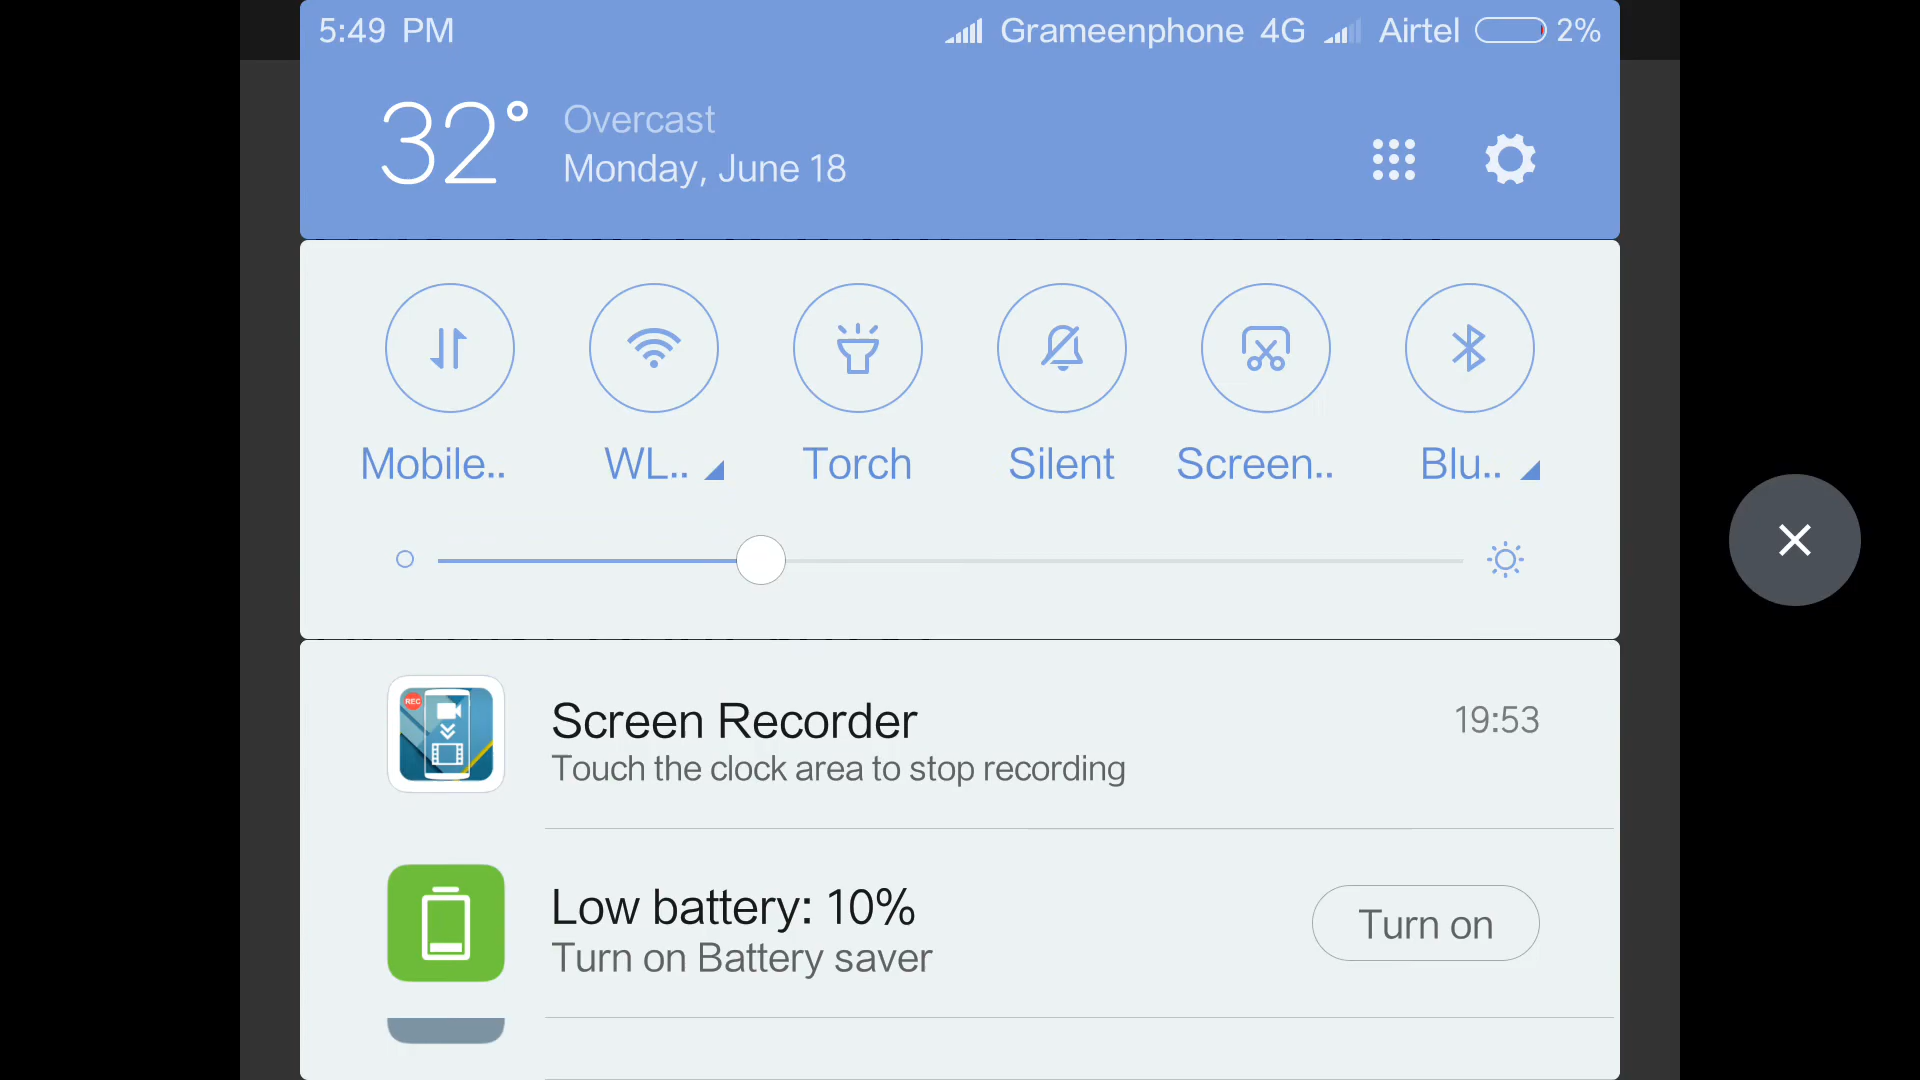 5:49 PM Grameenphone 4G Airtel 2%
32° Overcast
Monday, June 18
Mobile.. WL.. Torch Silent Screen.. Blu..
REC
Screen Recorder 19:53
Touch the clock area to stop recording
Low battery: 10%
Turn on Battery saver
Turn on